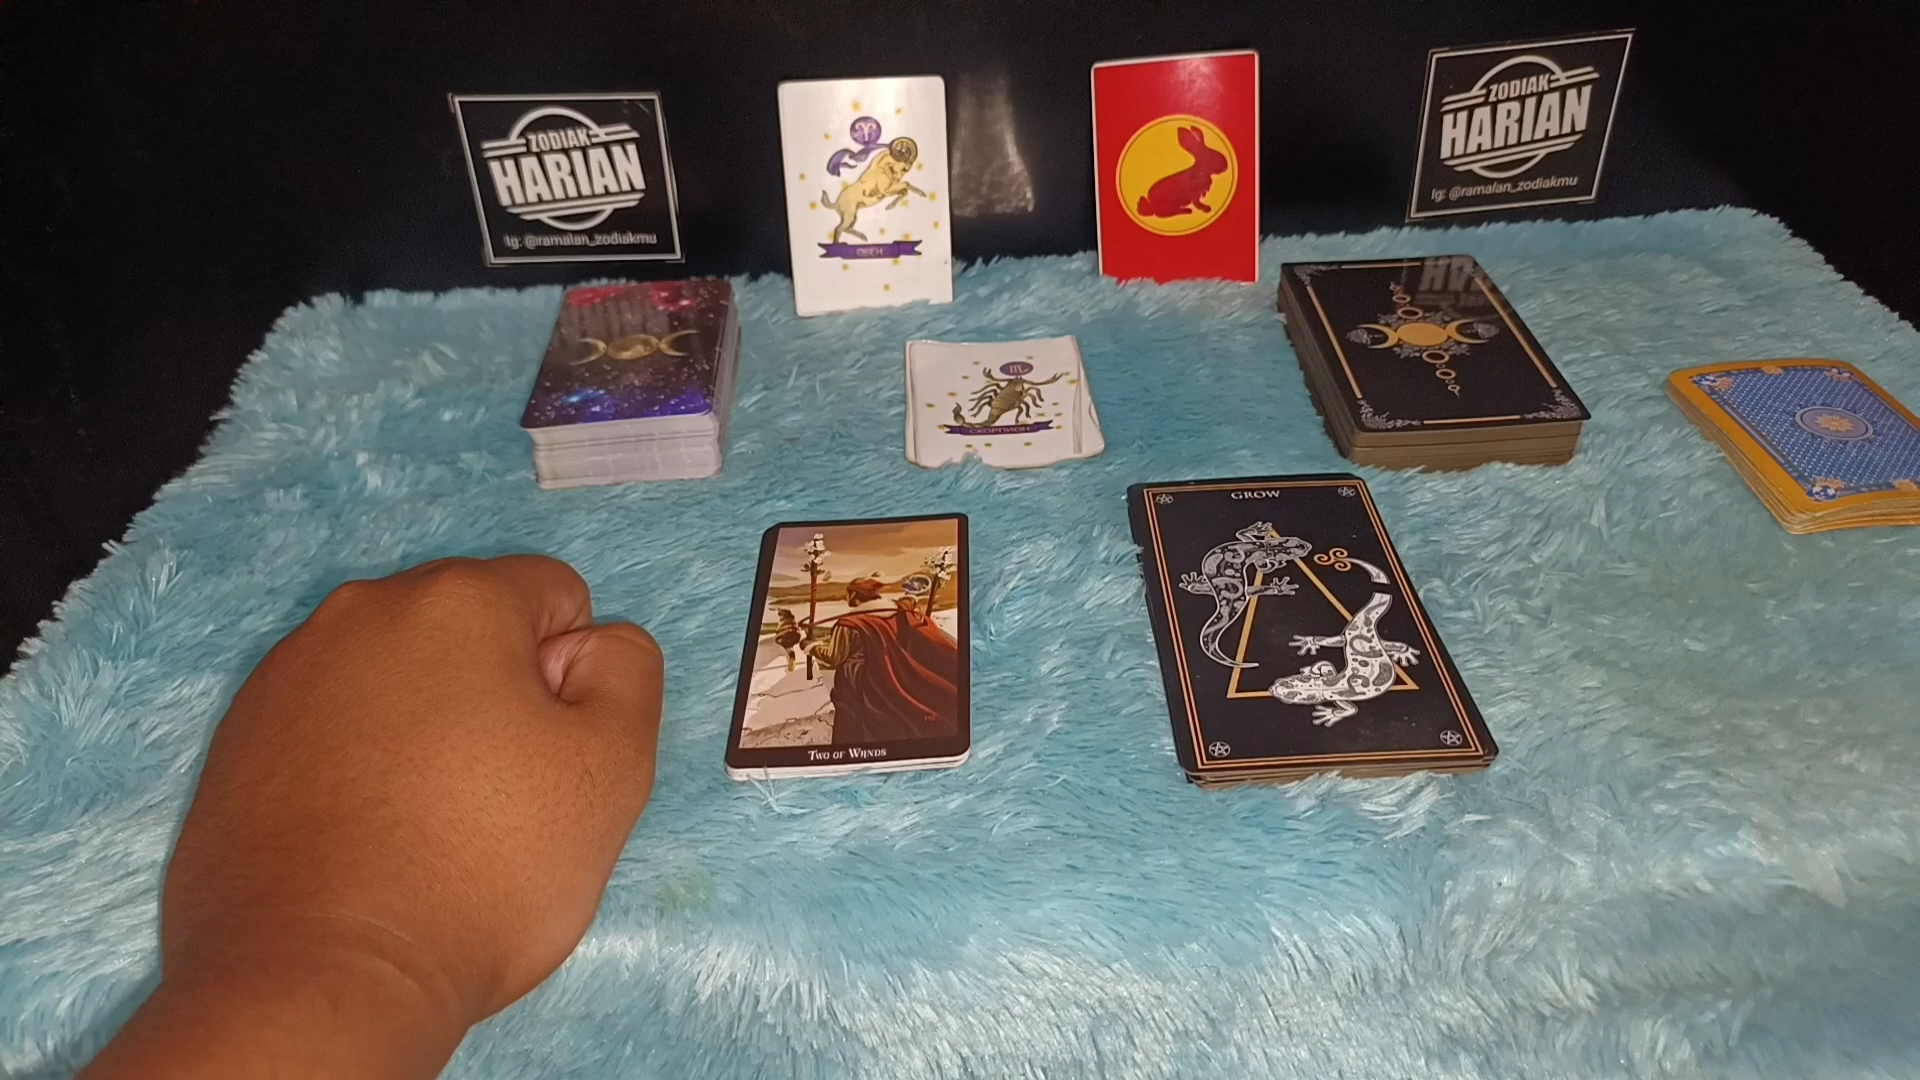 ZODIAK
HARIAN
Ig: @ramalan_zodiakmu
ОВЕН
ZODIAK
HARIAN
Ig: @ramalan_zodiakmu
СКОРПИОН
GROW
TWO OF WANDS